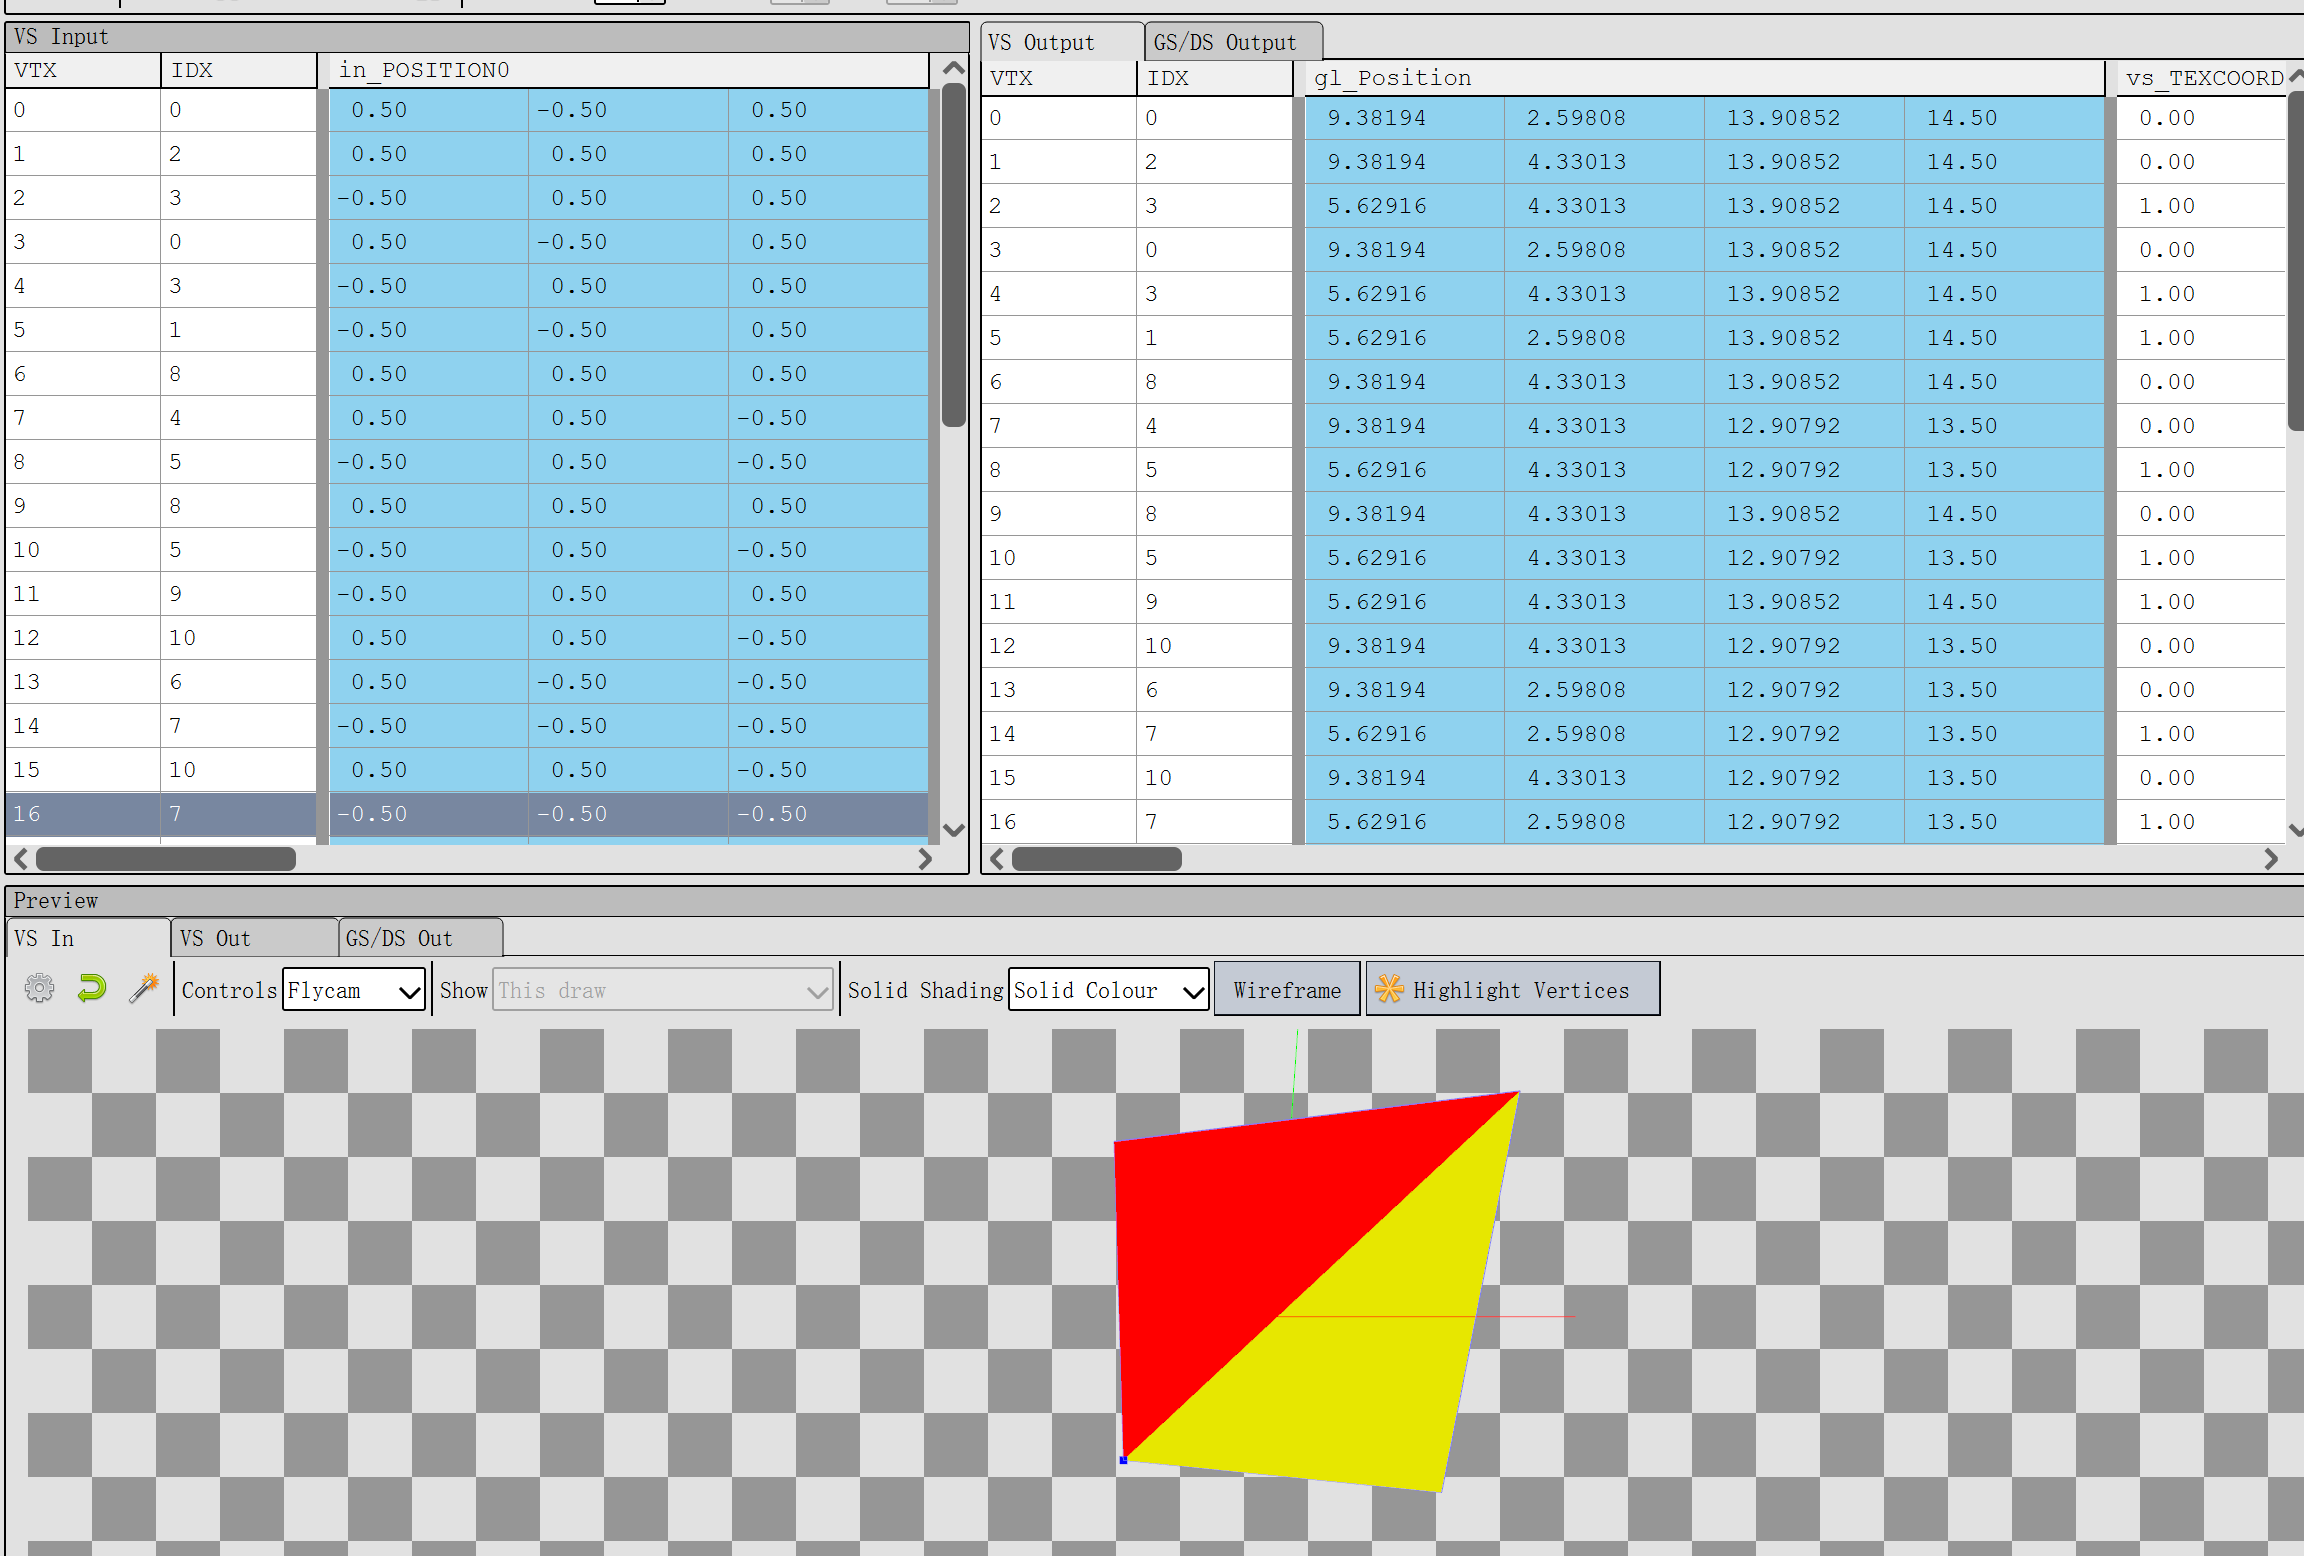 VS Input
VTX IDX in_POSITION0
0 0 0.50 -0.50 0.50
1 2 0.50 0.50 0.50
2 3 -0.50 0.50 0.50
3 0 0.50 -0.50 0.50
4 3 -0.50 0.50 0.50
5 1 -0.50 -0.50 0.50
6 8 0.50 0.50 0.50
7 4 0.50 0.50 -0.50
8 5 -0.50 0.50 -0.50
9 8 0.50 0.50 0.50
10 5 -0.50 0.50 -0.50
11 9 -0.50 0.50 0.50
12 10 0.50 0.50 -0.50
13 6 0.50 -0.50 -0.50
14 7 -0.50 -0.50 -0.50
15 10 0.50 0.50 -0.50
16 7 -0.50 -0.50 -0.50
VS Output GS/DS Output
VTX IDX gl_Position vs_TEXCOORD
0 0 9.38194 2.59808 13.90852 14.50 0.00
1 2 9.38194 4.33013 13.90852 14.50 0.00
2 3 5.62916 4.33013 13.90852 14.50 1.00
3 0 9.38194 2.59808 13.90852 14.50 0.00
4 3 5.62916 4.33013 13.90852 14.50 1.00
5 1 5.62916 2.59808 13.90852 14.50 1.00
6 8 9.38194 4.33013 13.90852 14.50 0.00
7 4 9.38194 4.33013 12.90792 13.50 0.00
8 5 5.62916 4.33013 12.90792 13.50 1.00
9 8 9.38194 4.33013 13.90852 14.50 0.00
10 5 5.62916 4.33013 12.90792 13.50 1.00
11 9 5.62916 4.33013 13.90852 14.50 1.00
12 10 9.38194 4.33013 12.90792 13.50 0.00
13 6 9.38194 2.59808 12.90792 13.50 0.00
14 7 5.62916 2.59808 12.90792 13.50 1.00
15 10 9.38194 4.33013 12.90792 13.50 0.00
16 7 5.62916 2.59808 12.90792 13.50 1.00
Preview
VS In VS Out GS/DS Out
Controls Flycam Show This draw Solid Shading Solid Colour Wireframe Highlight Vertices